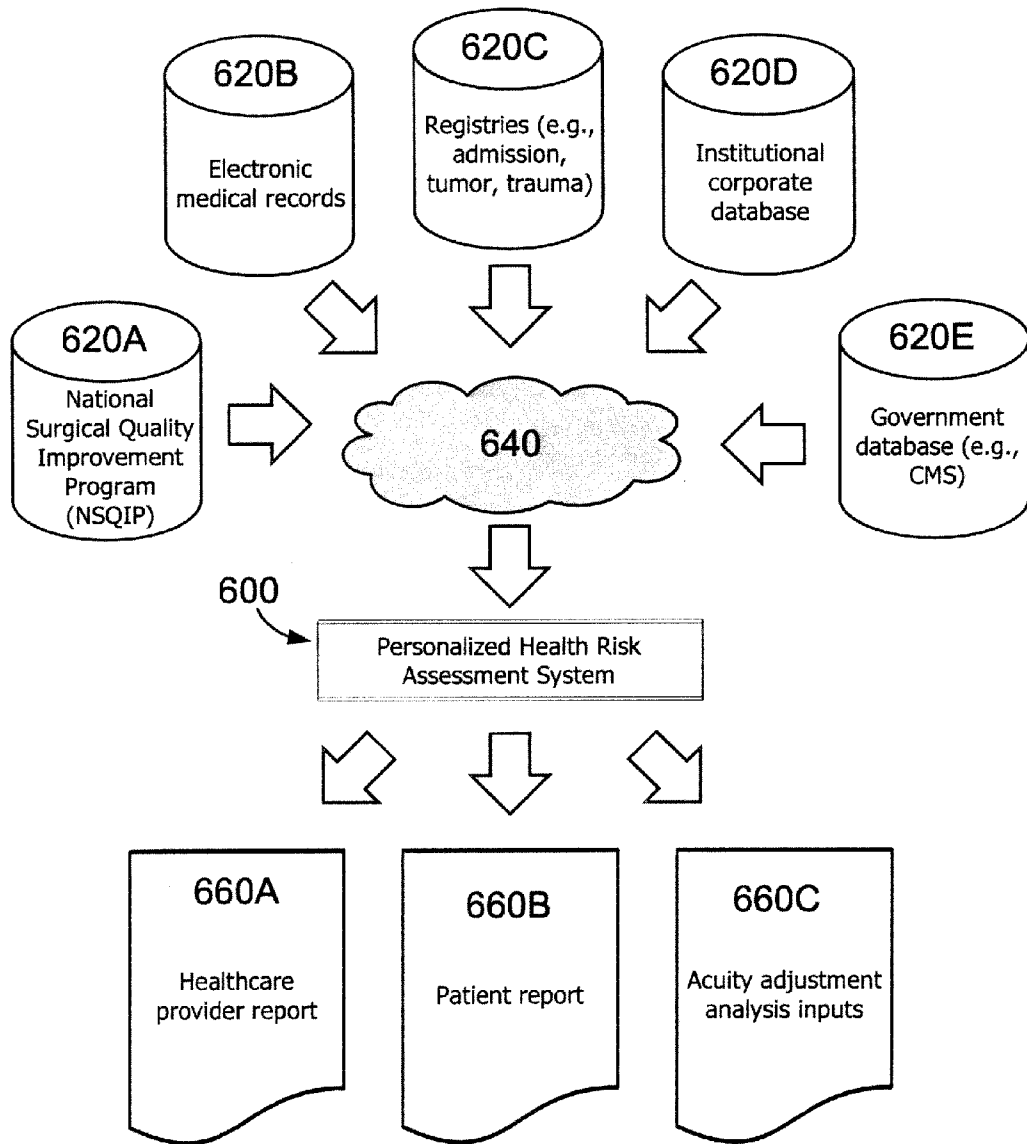 620B
Electronic
medical records
620C
Registries (e.g.,
admission,
tumor, trauma)
620D
Institutional
corporate
database
620A
National
Surgical Quality
Improvement
Program
(NSQIP)
640
620E
Government
database (e.g.,
CMS)
600
Personalized Health Risk
Assessment System
660A
Healthcare
provider report
660B
Patient report
660C
Acuity adjustment
analysis inputs